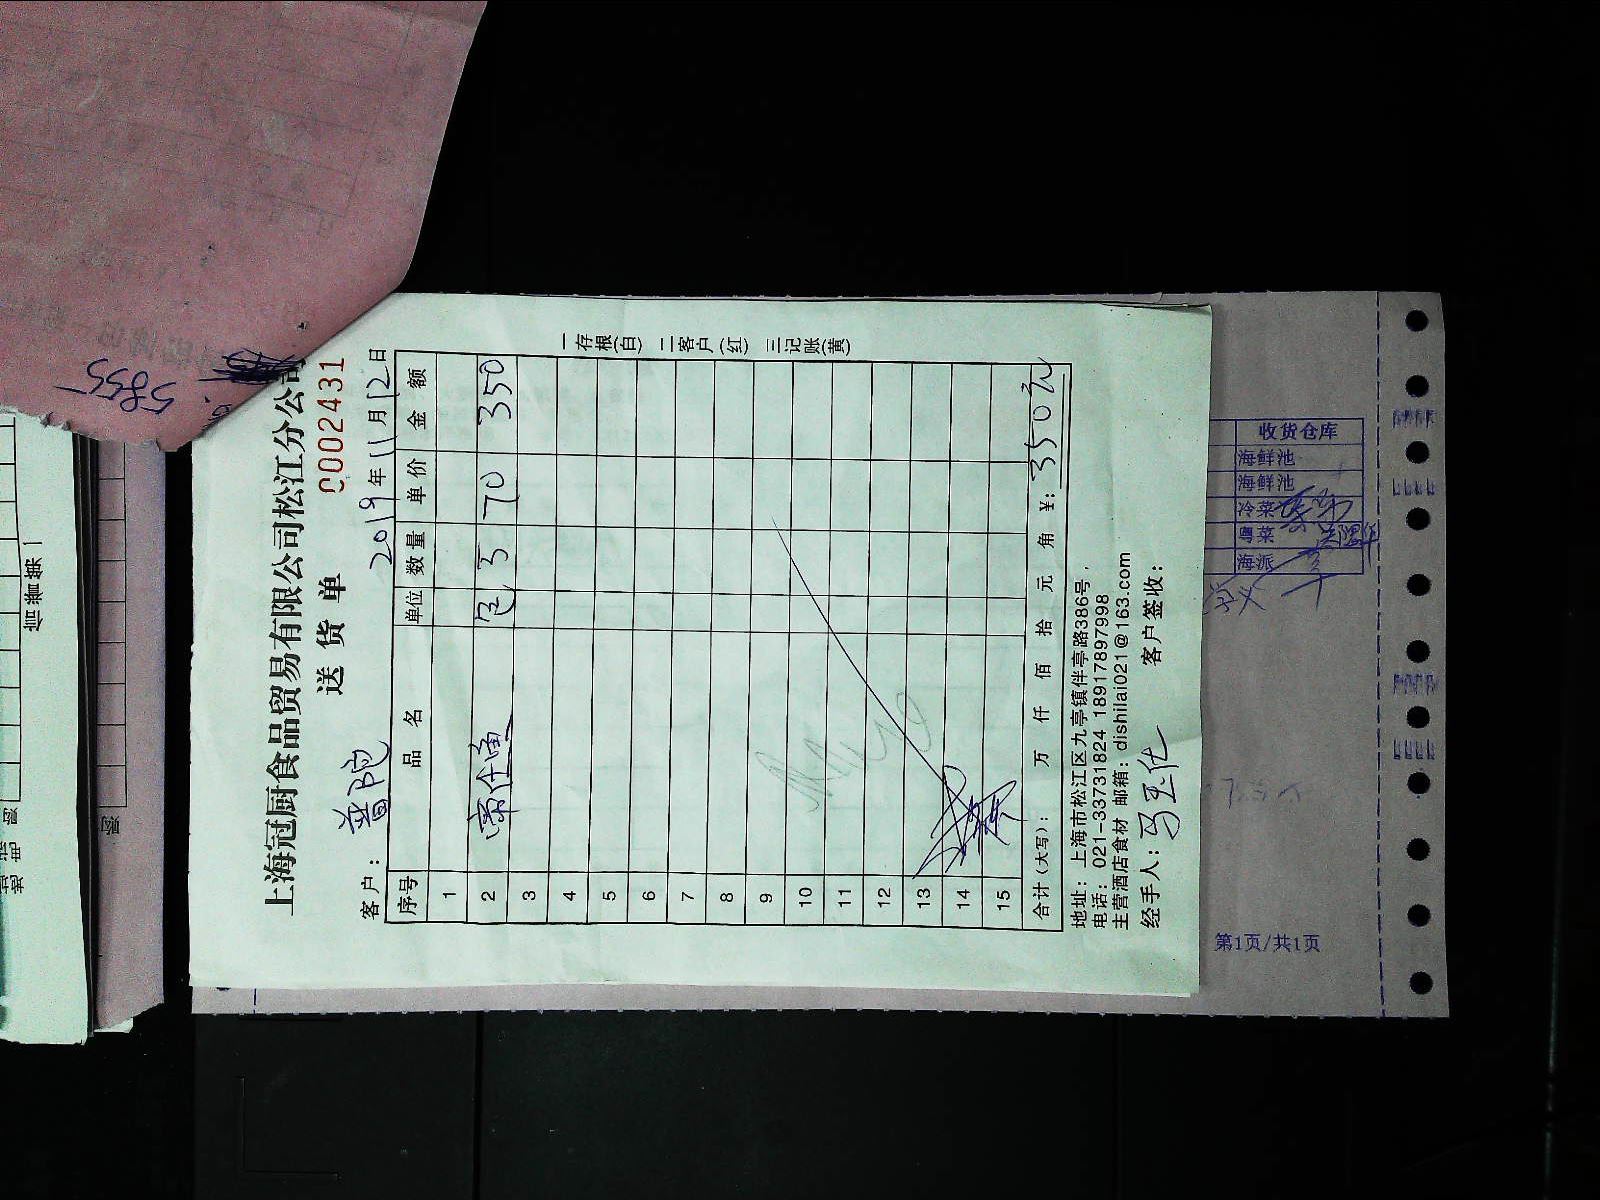 上海冠厨食品贸易有限公司松江分公司
送货单
0002431
客户：普陀 2019年11月12日
序号 品名 单位 数量 单价 金额
1
2 包 5 70 350
3
4
5
6
7
8
9
10
11
12
13
14
15
合计(大写)： 万 仟 佰 拾 元 角 ¥：350元
地址：上海市松江区九亭镇伴亭路386号,
电话：021-33731824 18917897998
主营酒店食材 邮箱：dishilai021@163.com
经手人： 客户签收：
一存根(白) 二客户(红) 三记账(黄)
5855
收货仓库
海鲜池
海鲜池
冷菜
粤菜
海派
第1页/共1页
购